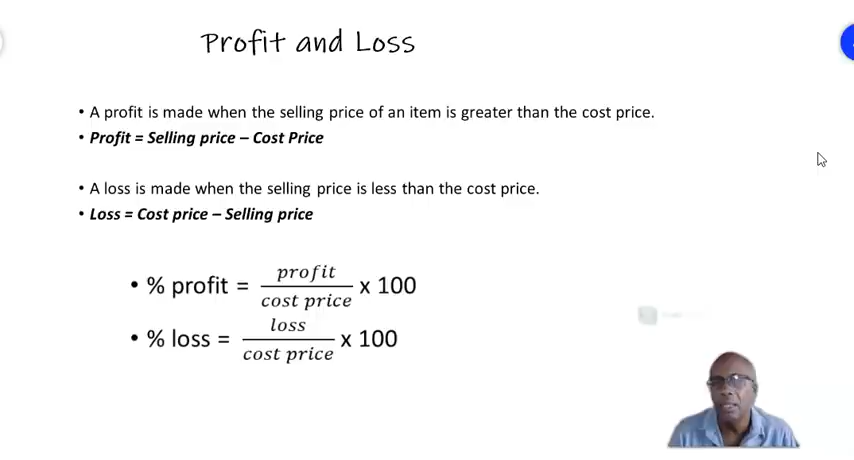 Profit and Loss
• A profit is made when the selling price of an item is greater than the cost price.
• Profit = Selling price – Cost Price
• A loss is made when the selling price is less than the cost price.
• Loss = Cost price – Selling price
• % profit = profit / cost price x 100
• % loss = loss / cost price x 100